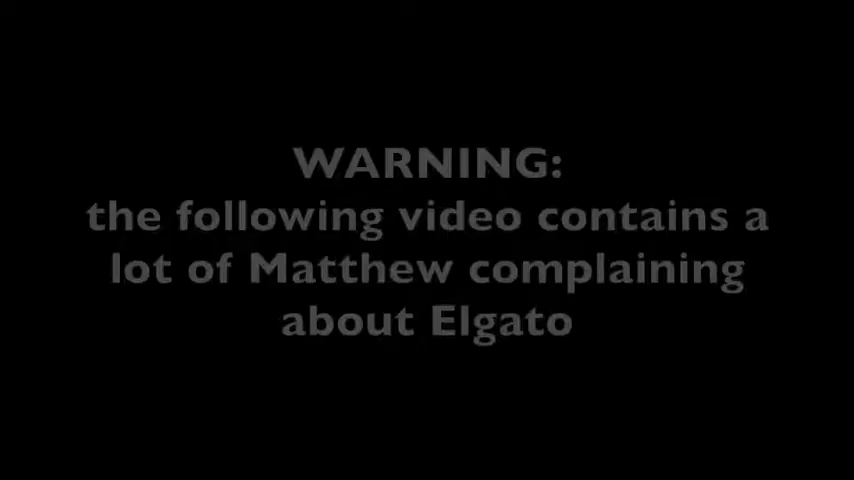 WARNING:
the following video contains a
lot of Matthew complaining
about Elgato